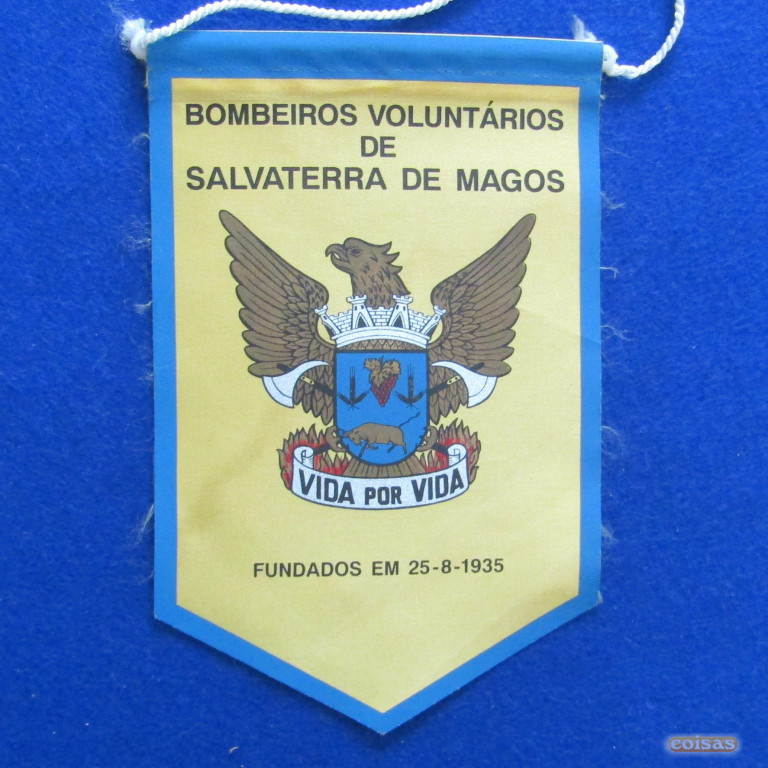 BOMBEIROS VOLUNTÁRIOS
DE
SALVATERRA DE MAGOS
VIDA POR VIDA
FUNDADOS EM 25-8-1935
coisas